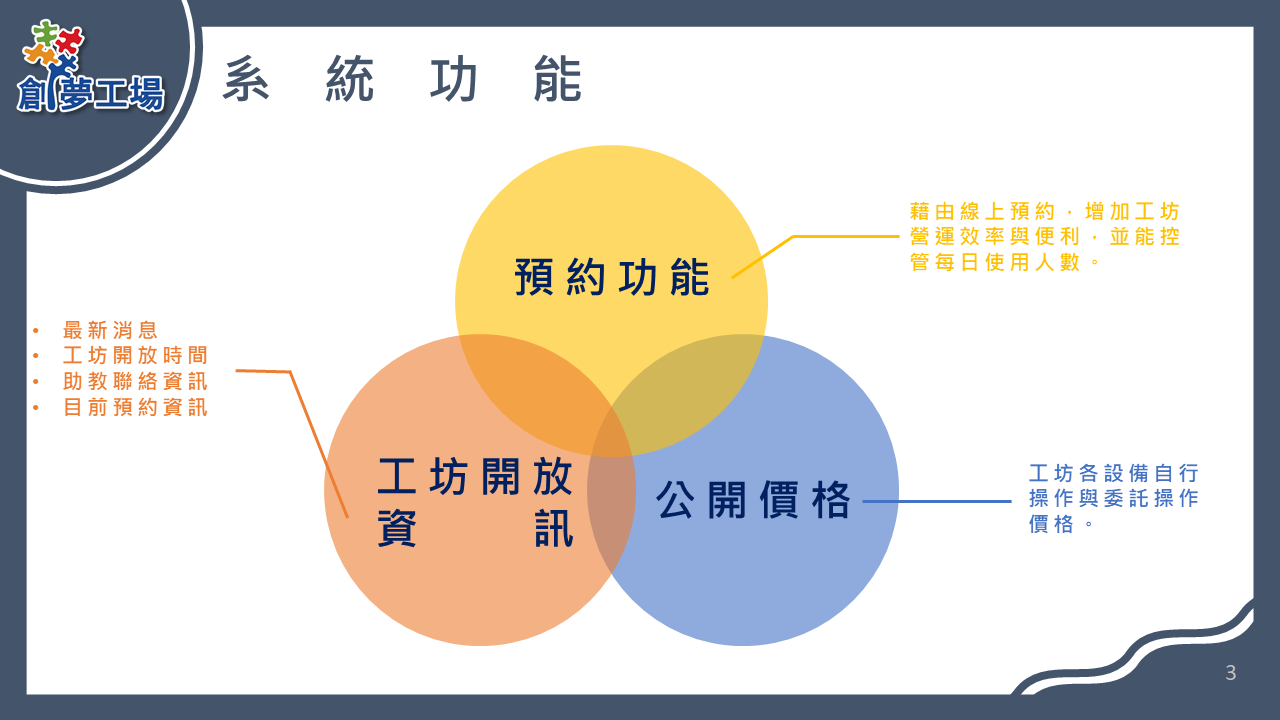 創夢工場
系統功能
預約功能
藉由線上預約，增加工坊
營運效率與便利，並能控
管每日使用人數。
• 最新消息
• 工坊開放時間
• 助教聯絡資訊
• 目前預約資訊
工坊開放
資訊
公開價格
工坊各設備自行
操作與委託操作
價格。
3